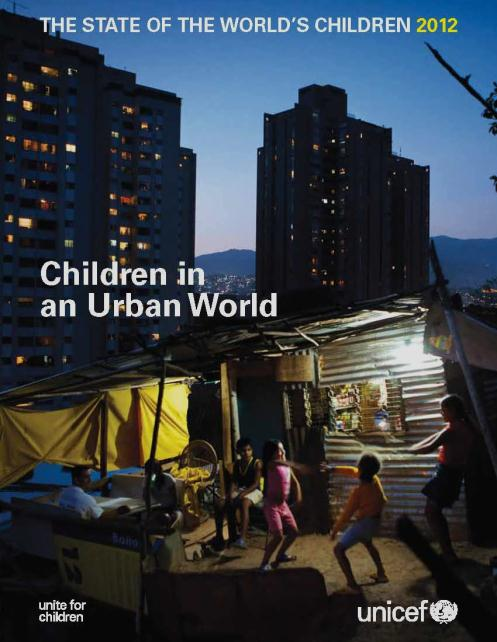 THE STATE OF THE WORLD'S CHILDREN 2012
Children in
an Urban World
unite for
children
unicef